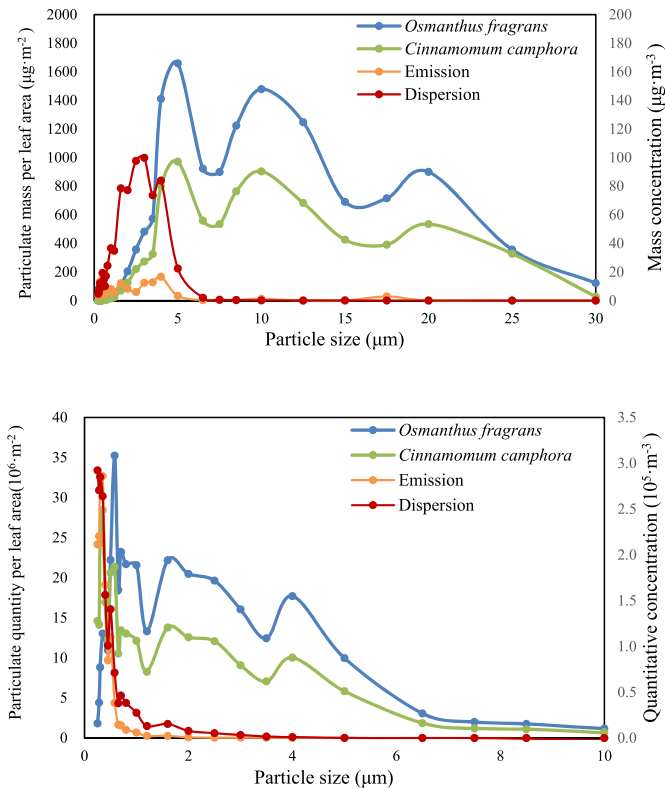 Particulate mass per leaf area (μg·m⁻²)
2000
1800
1600
1400
1200
1000
800
600
400
200
0
Osmanthus fragrans
Cinnamomum camphora
Emission
Dispersion
200
180
160
140
120
100
80
60
40
20
0
Mass concentration (μg·m⁻³)
0 5 10 15 20 25 30
Particle size (μm)
Particulate quantity per leaf area(10⁶·m⁻²)
40
35
30
25
20
15
10
5
0
Osmanthus fragrans
Cinnamomum camphora
Emission
Dispersion
3.5
3.0
2.5
2.0
1.5
1.0
0.5
0.0
Quantitative concentration (10⁵·m⁻³)
0 2 4 6 8 10
Particle size (μm)